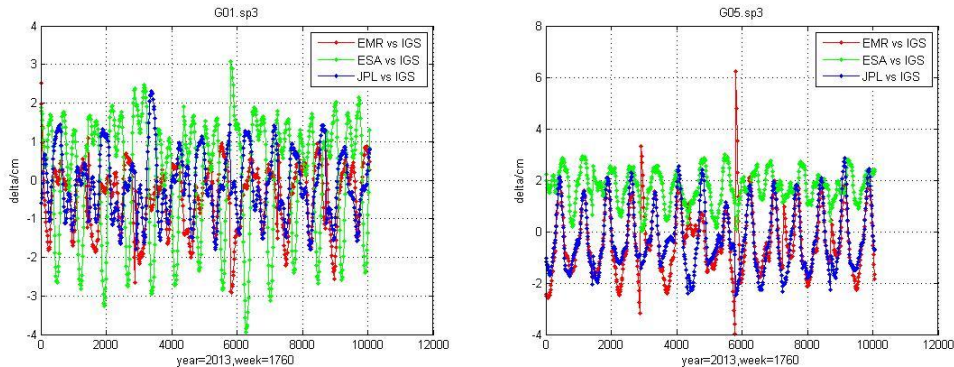 G01.sp3
4
3
2
1
0
-1
-2
-3
-4
delta/cm
EMR vs IGS
ESA vs IGS
JPL vs IGS
0 2000 4000 6000 8000 10000 12000
year=2013,week=1760
G05.sp3
8
6
4
2
0
-2
-4
delta/cm
EMR vs IGS
ESA vs IGS
JPL vs IGS
0 2000 4000 6000 8000 10000 12000
year=2013,week=1760